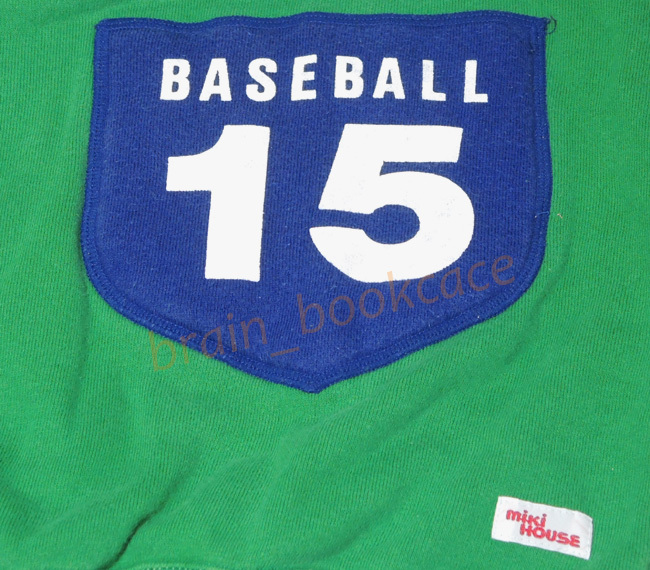 BASEBALL
15
brain_bookcace
miki
HOUSE